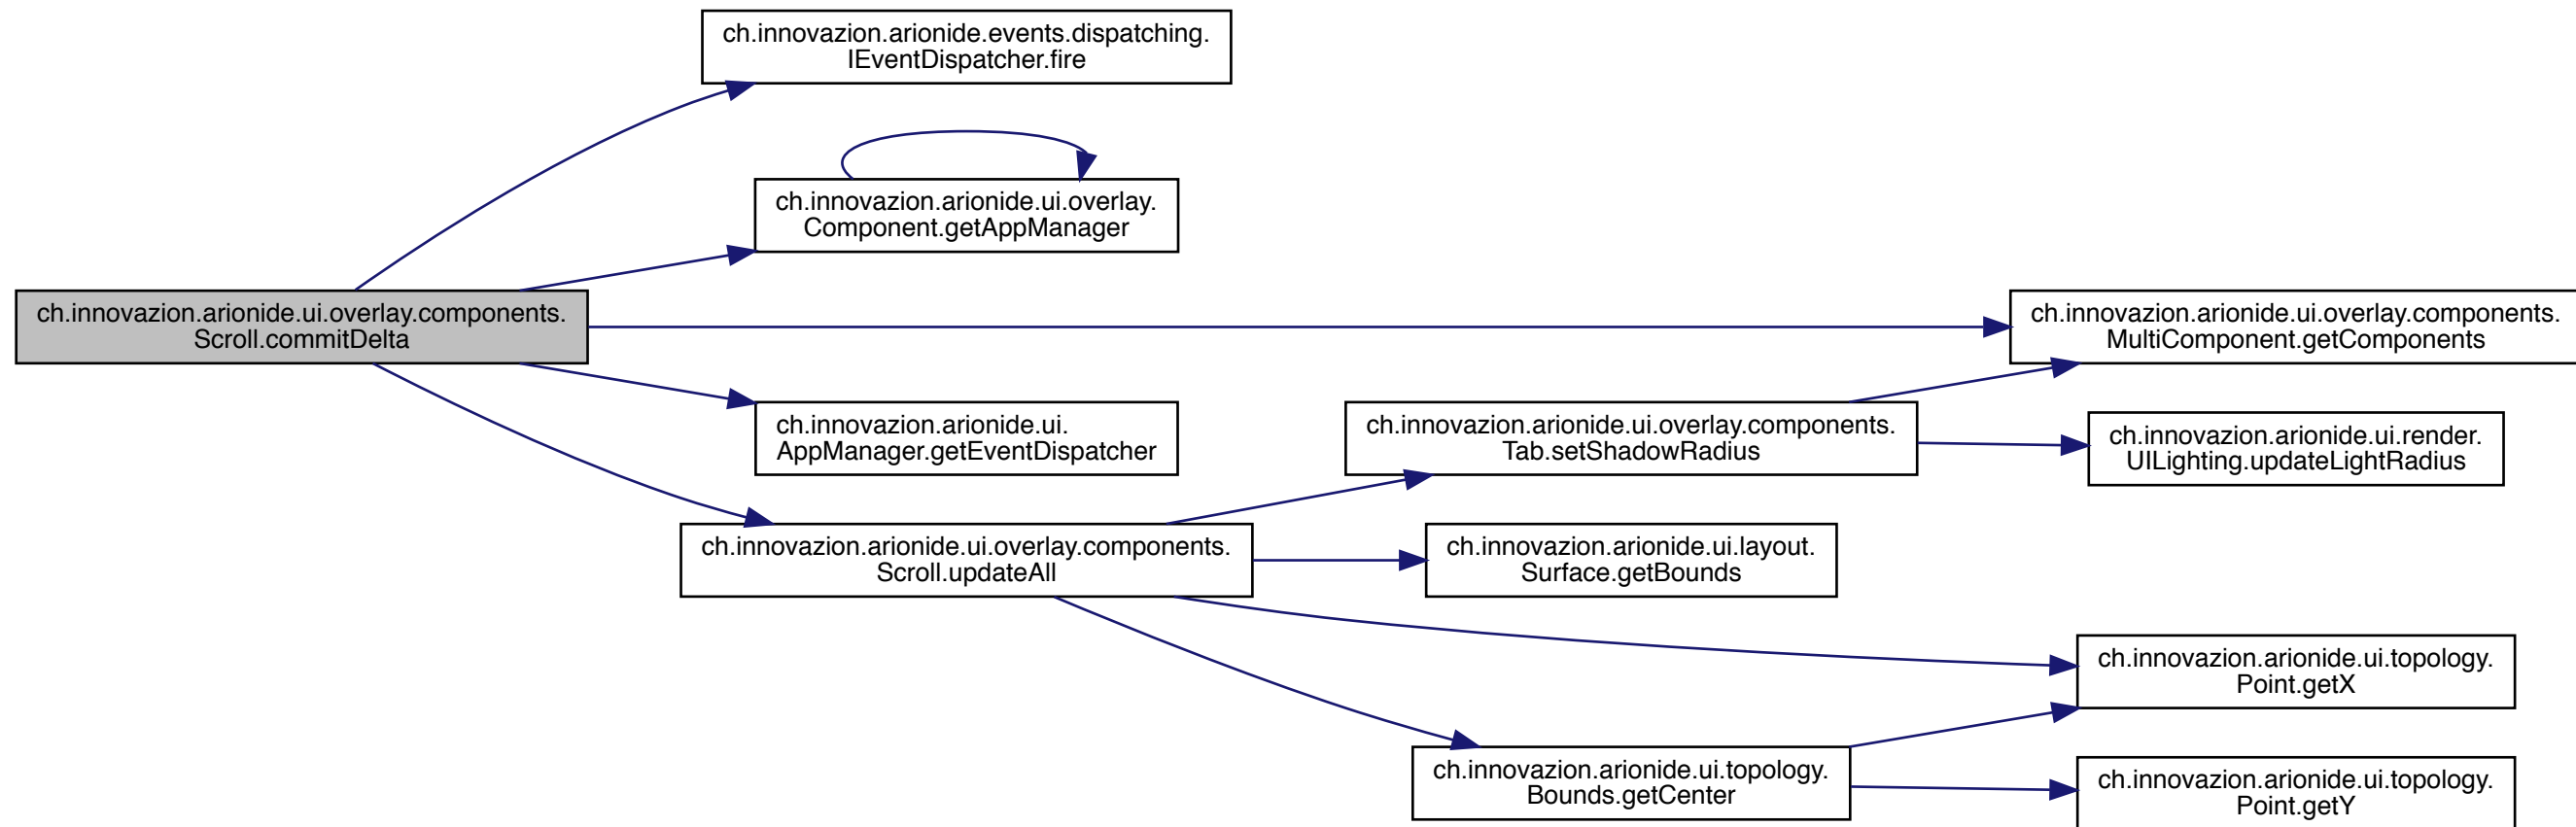 ch.innovazion.arionide.events.dispatching.
IEventDispatcher.fire
ch.innovazion.arionide.ui.overlay.
Component.getAppManager
ch.innovazion.arionide.ui.overlay.components.
Scroll.commitDelta
ch.innovazion.arionide.ui.overlay.components.
MultiComponent.getComponents
ch.innovazion.arionide.ui.
AppManager.getEventDispatcher
ch.innovazion.arionide.ui.overlay.components.
Tab.setShadowRadius
ch.innovazion.arionide.ui.render.
UILighting.updateLightRadius
ch.innovazion.arionide.ui.overlay.components.
Scroll.updateAll
ch.innovazion.arionide.ui.layout.
Surface.getBounds
ch.innovazion.arionide.ui.topology.
Point.getX
ch.innovazion.arionide.ui.topology.
Bounds.getCenter
ch.innovazion.arionide.ui.topology.
Point.getY